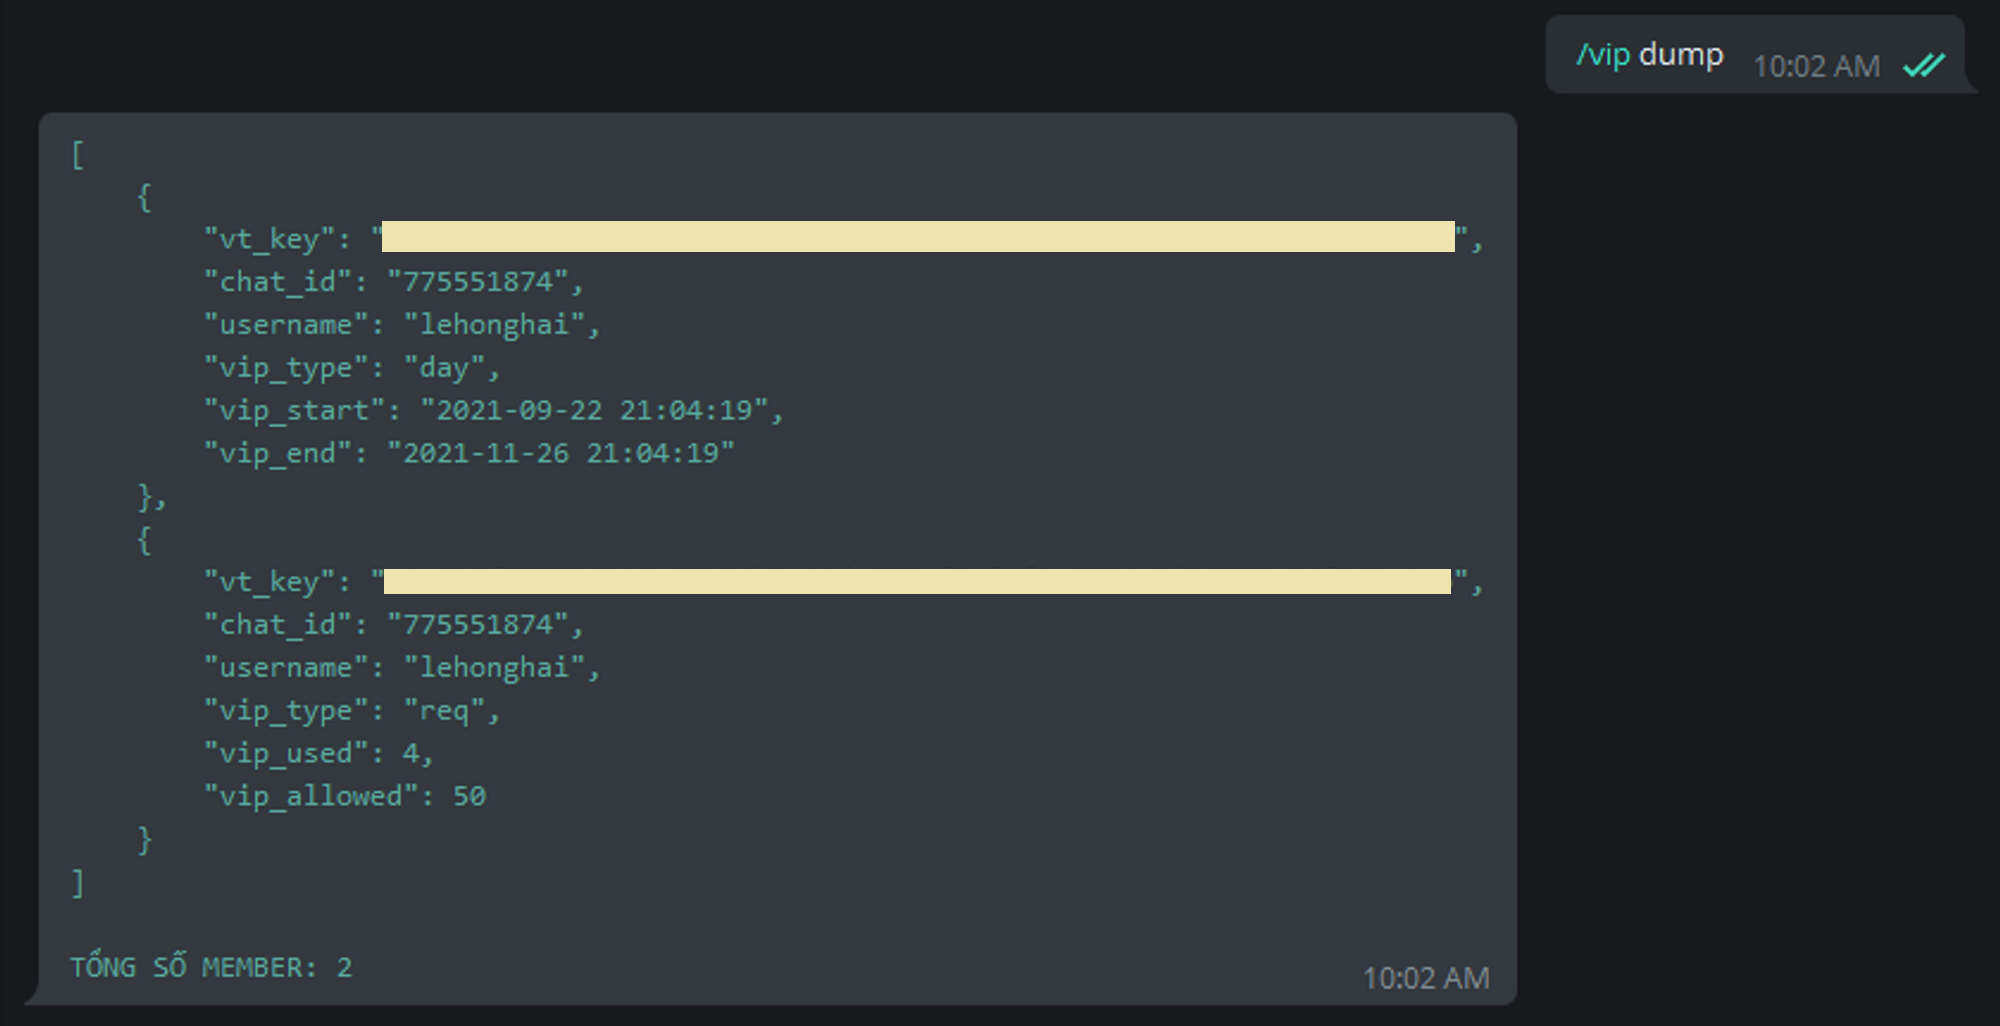 /vip dump 10:02 AM
[
    {
        "vt_key": "",
        "chat_id": "775551874",
        "username": "lehonghai",
        "vip_type": "day",
        "vip_start": "2021-09-22 21:04:19",
        "vip_end": "2021-11-26 21:04:19"
    },
    {
        "vt_key": "",
        "chat_id": "775551874",
        "username": "lehonghai",
        "vip_type": "req",
        "vip_used": 4,
        "vip_allowed": 50
    }
]
TỔNG SỐ MEMBER: 2
10:02 AM